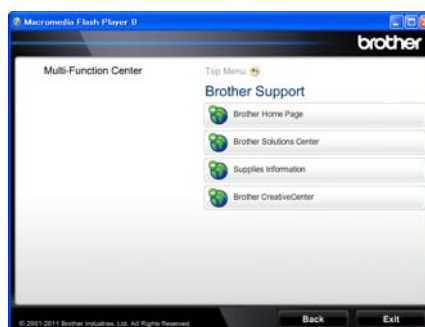 Macromedia Flash Player 8
brother
Multi-Function Center
Top Menu
Brother Support
Brother Home Page
Brother Solutions Center
Supplies Information
Brother CreativeCenter
© 2001-2011 Brother Industries, Ltd. All Rights Reserved.
Back
Exit